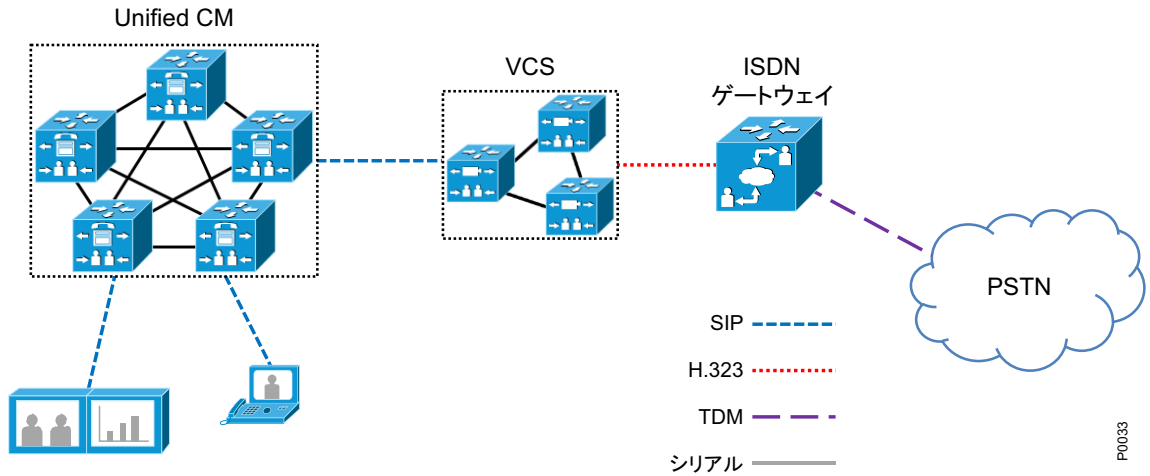 Unified CM
VCS
ISDN
ゲートウェイ
PSTN
SIP
H.323
TDM
シリアル
P0033